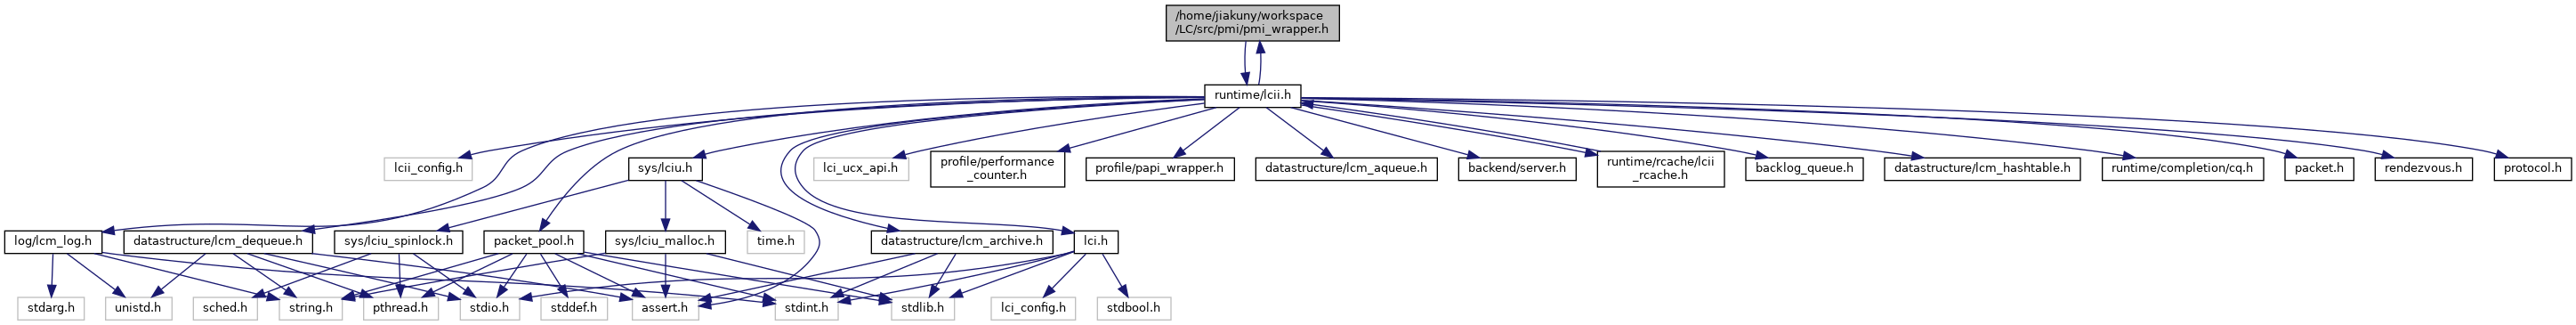 /home/jiakuny/workspace
/LC/src/pmi/pmi_wrapper.h
runtime/lcii.h
lcii_config.h
sys/lciu.h
lci_ucx_api.h
profile/performance
_counter.h
profile/papi_wrapper.h
datastructure/lcm_aqueue.h
backend/server.h
runtime/rcache/lcii
_rcache.h
backlog_queue.h
datastructure/lcm_hashtable.h
runtime/completion/cq.h
packet.h
rendezvous.h
protocol.h
log/lcm_log.h
datastructure/lcm_dequeue.h
sys/lciu_spinlock.h
packet_pool.h
sys/lciu_malloc.h
time.h
datastructure/lcm_archive.h
lci.h
stdarg.h
unistd.h
sched.h
string.h
pthread.h
stdio.h
stddef.h
assert.h
stdint.h
stdlib.h
lci_config.h
stdbool.h